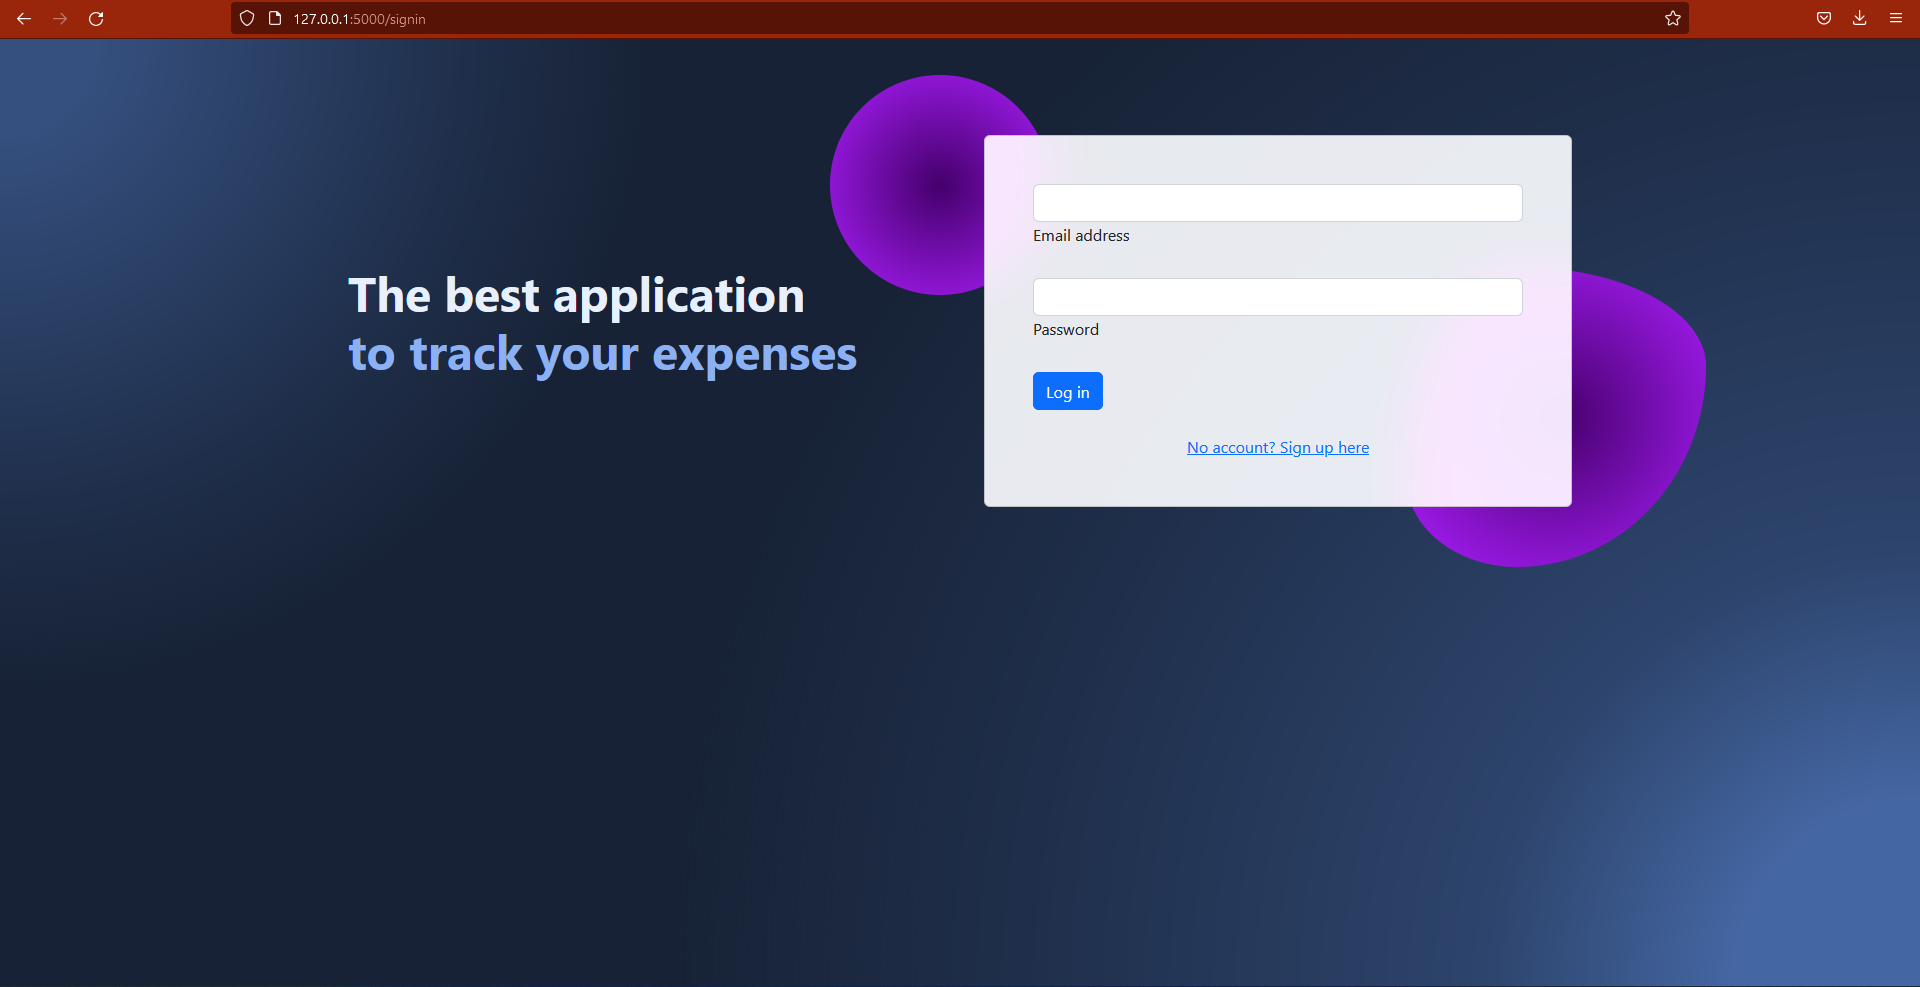 127.0.0.1:5000/signin
The best application
to track your expenses
Email address
Password
Log in
No account? Sign up here